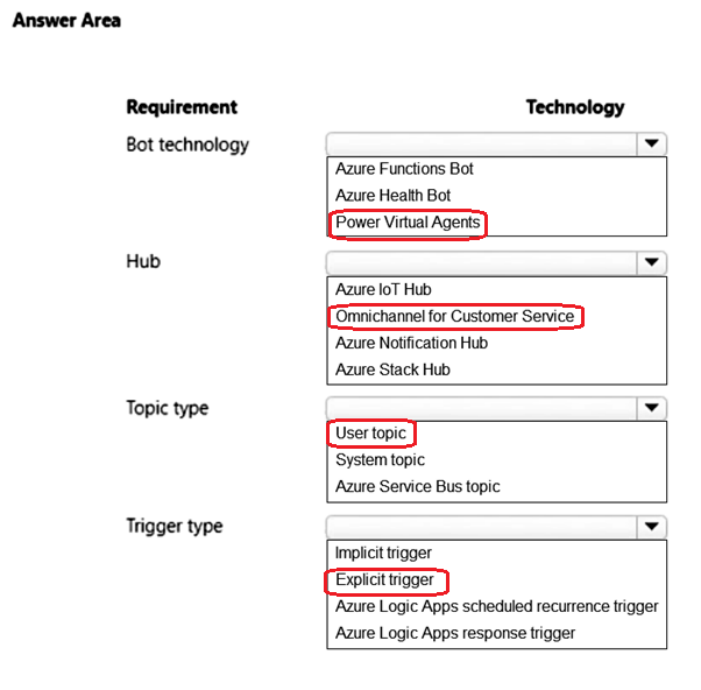 Answer Area
Requirement Technology
Bot technology
Azure Functions Bot
Azure Health Bot
Power Virtual Agents
Hub
Azure IoT Hub
Omnichannel for Customer Service
Azure Notification Hub
Azure Stack Hub
Topic type
User topic
System topic
Azure Service Bus topic
Trigger type
Implicit trigger
Explicit trigger
Azure Logic Apps scheduled recurrence trigger
Azure Logic Apps response trigger